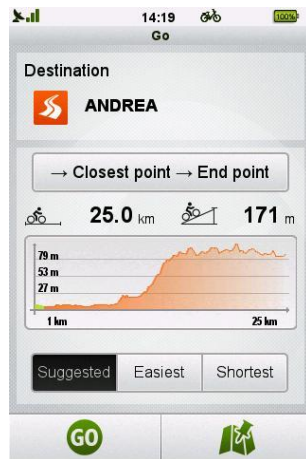 14:19 100%
Go
Destination
ANDREA
→ Closest point → End point
25.0 km 171 m
79 m
53 m
27 m
1 km 25 km
Suggested Easiest Shortest
GO